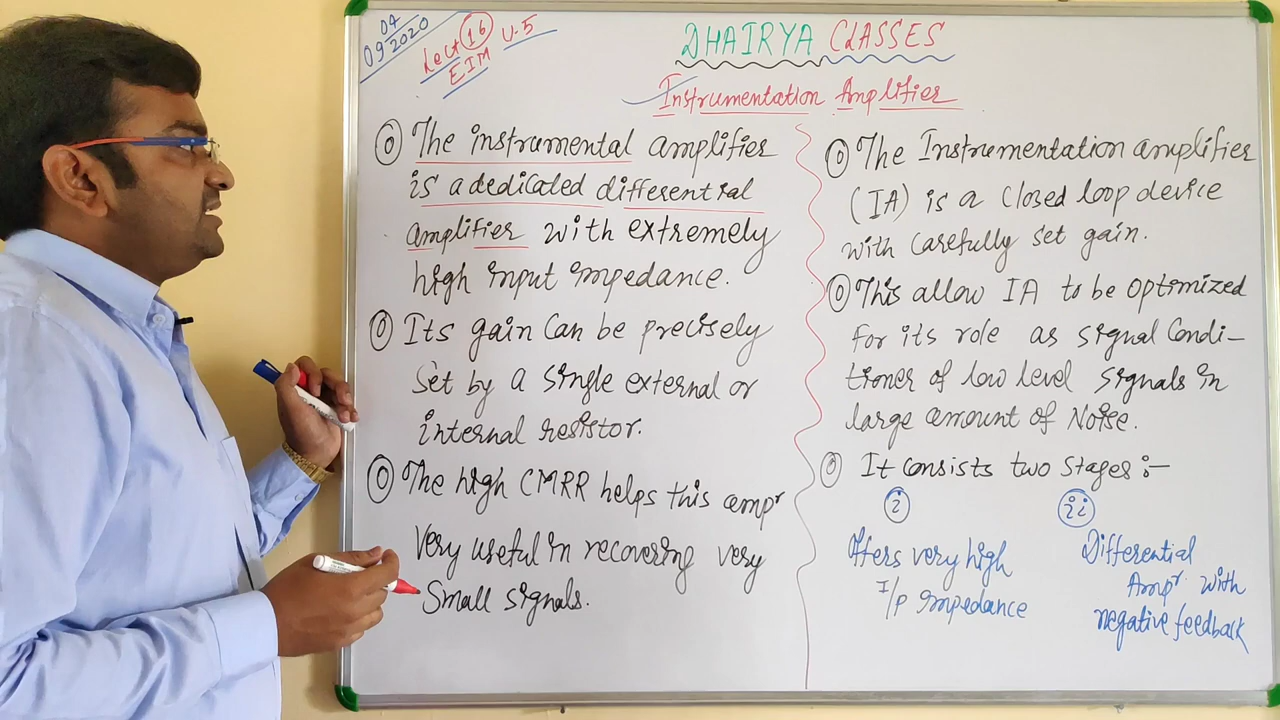 04
09 2020
Lect 16 U.5
EIM
DHAIRYA CLASSES
Instrumentation Amplifier
The instrumental amplifier
is a dedicated differential
amplifier with extremely
high input impedance.
Its gain can be precisely
Set by a single external or
internal resistor.
The high CMRR helps this ampr
Very useful in recovering very
Small signals.
The Instrumentation amplifier
(IA) is a closed loop device
with carefully set gain.
This allow IA to be optimized
for its role as signal condi-
tioner of low level signals in
large amount of Noise.
It consists two stages :-
i
Offers very high
I/P impedance
ii
Differential
Ampr. with
negative feedback